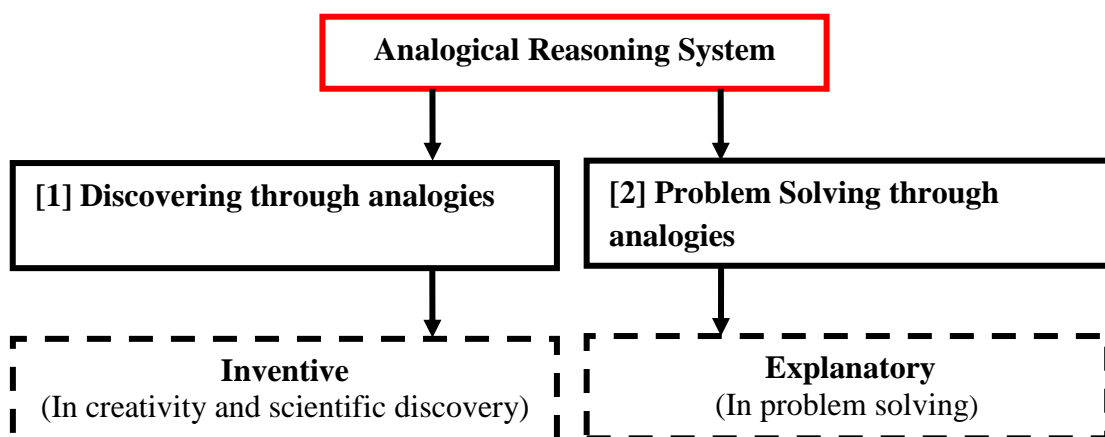 Analogical Reasoning System
[1] Discovering through analogies
[2] Problem Solving through
analogies
Inventive
(In creativity and scientific discovery)
Explanatory
(In problem solving)